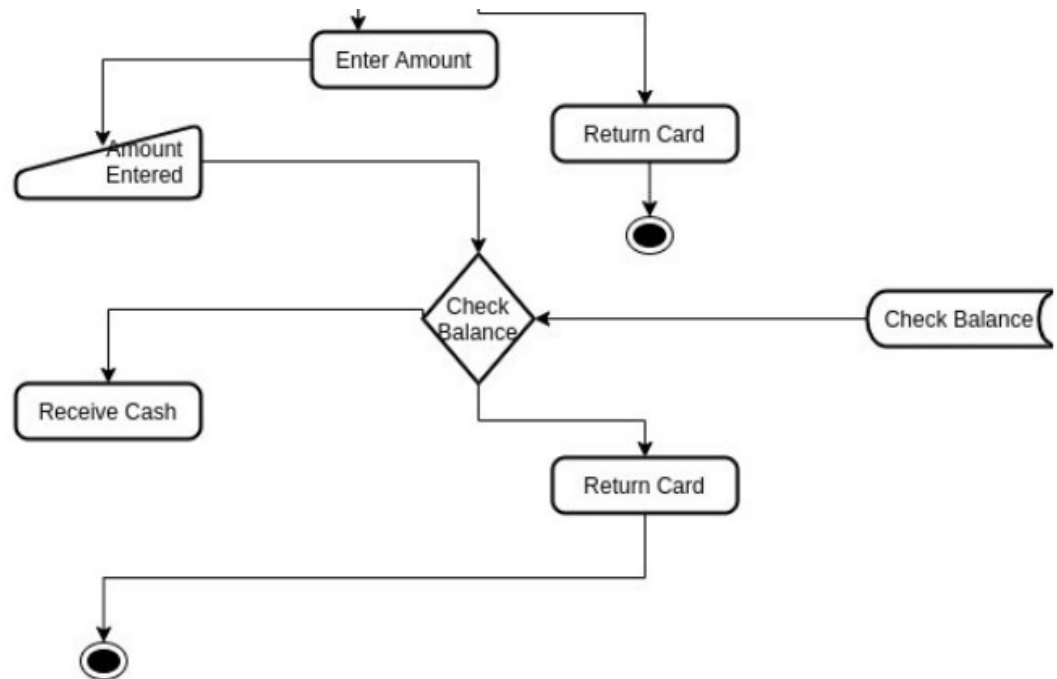 Enter Amount
Return Card
Amount
Entered
Check
Balance
Check Balance
Receive Cash
Return Card